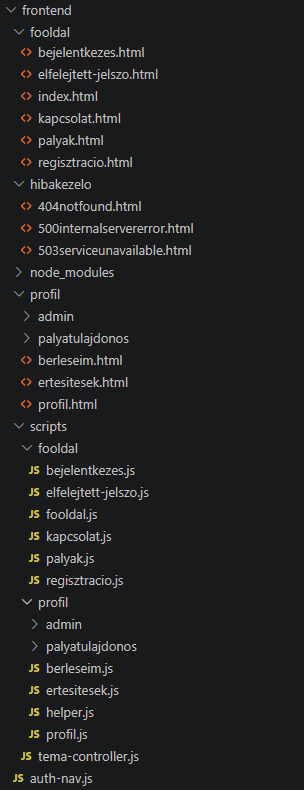 frontend
fooldal
bejelentkezes.html
elfelejtett-jelszo.html
index.html
kapcsolat.html
palyak.html
regisztracio.html
hibakezelo
404notfound.html
500internalservererror.html
503serviceunavailable.html
node_modules
profil
admin
palyatulajdonos
berleseim.html
ertesitesek.html
profil.html
scripts
fooldal
JS bejelentkezes.js
JS elfelejtett-jelszo.js
JS fooldal.js
JS kapcsolat.js
JS palyak.js
JS regisztracio.js
profil
admin
palyatulajdonos
JS berleseim.js
JS ertesitesek.js
JS helper.js
JS profil.js
JS tema-controller.js
JS auth-nav.js